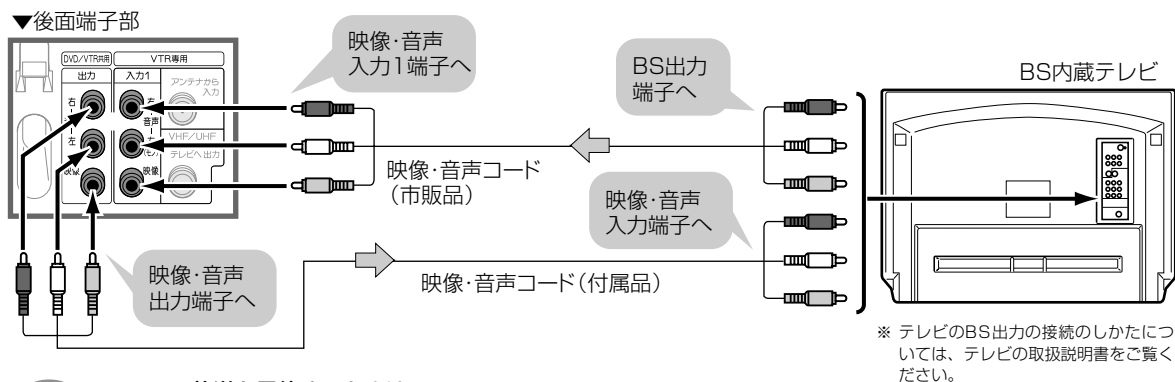 ▼後面端子部
DVD/VTR共用
VTR専用
出力
入力1
アンテナから
入力
右
右
音声
左
左
VHF/UHF
テレビへ出力
映像
映像
映像・音声
入力1端子へ
BS出力
端子へ
BS内蔵テレビ
映像・音声コード
(市販品)
映像・音声
入力端子へ
映像・音声
出力端子へ
映像・音声コード(付属品)
※ テレビのBS出力の接続のしかたにつ
いては、テレビの取扱説明書をご覧く
ださい。